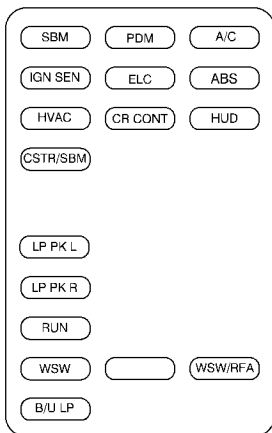 SBM PDM A/C
IGN SEN ELC ABS
HVAC CR CONT HUD
CSTR/SBM
LP PK L
LP PK R
RUN
WSW WSW/RFA
B/U LP